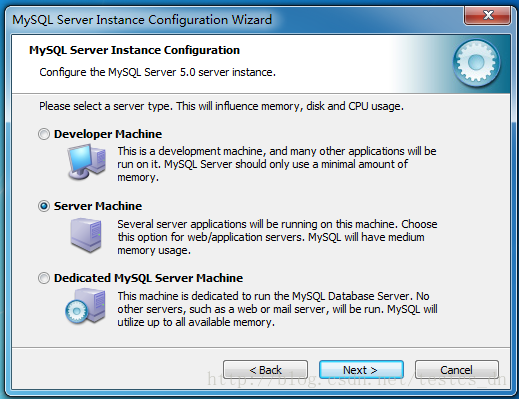 MySQL Server Instance Configuration Wizard
MySQL Server Instance Configuration
Configure the MySQL Server 5.0 server instance.
Please select a server type. This will influence memory, disk and CPU usage.
Developer Machine
This is a development machine, and many other applications will be
run on it. MySQL Server should only use a minimal amount of
memory.
Server Machine
Several server applications will be running on this machine. Choose
this option for web/application servers. MySQL will have medium
memory usage.
Dedicated MySQL Server Machine
This machine is dedicated to run the MySQL Database Server. No
other servers, such as a web or mail server, will be run. MySQL will
utilize up to all available memory.
< Back
Next >
Cancel
http://blog.csdn.net/testcs_dn